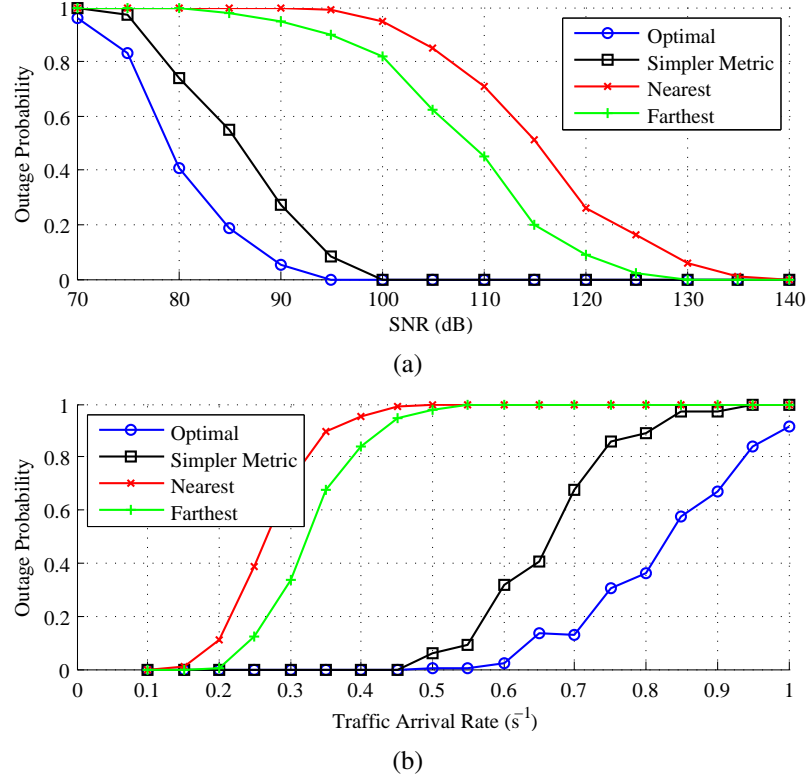 1
0.8
0.6
0.4
0.2
0
Outage Probability
70
80
90
100
110
120
130
140
SNR (dB)
Optimal
Simpler Metric
Nearest
Farthest
(a)
1
0.8
0.6
0.4
0.2
0
Outage Probability
0
0.1
0.2
0.3
0.4
0.5
0.6
0.7
0.8
0.9
1
Traffic Arrival Rate (s⁻¹)
Optimal
Simpler Metric
Nearest
Farthest
(b)